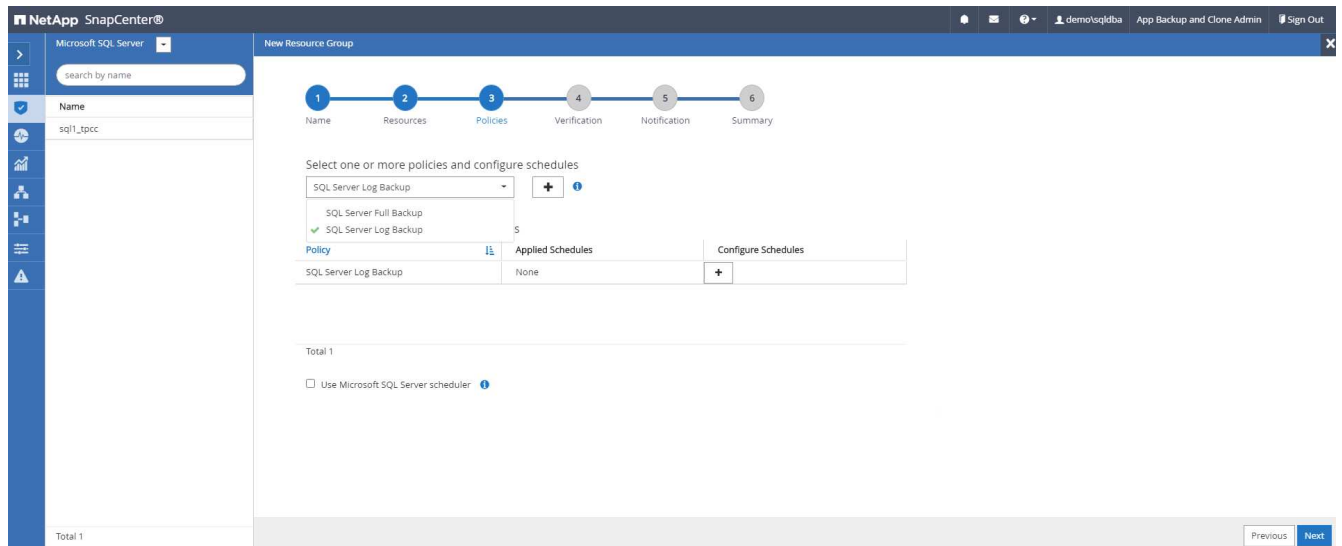 NetApp SnapCenter®
demo\sqldba App Backup and Clone Admin Sign Out
Microsoft SQL Server
New Resource Group
search by name
Name
sql1_tpcc
1 2 3 4 5 6
Name Resources Policies Verification Notification Summary
Select one or more policies and configure schedules
SQL Server Log Backup
SQL Server Full Backup
SQL Server Log Backup
s
Policy Applied Schedules Configure Schedules
SQL Server Log Backup None
Total 1
Use Microsoft SQL Server scheduler
Total 1
Previous Next